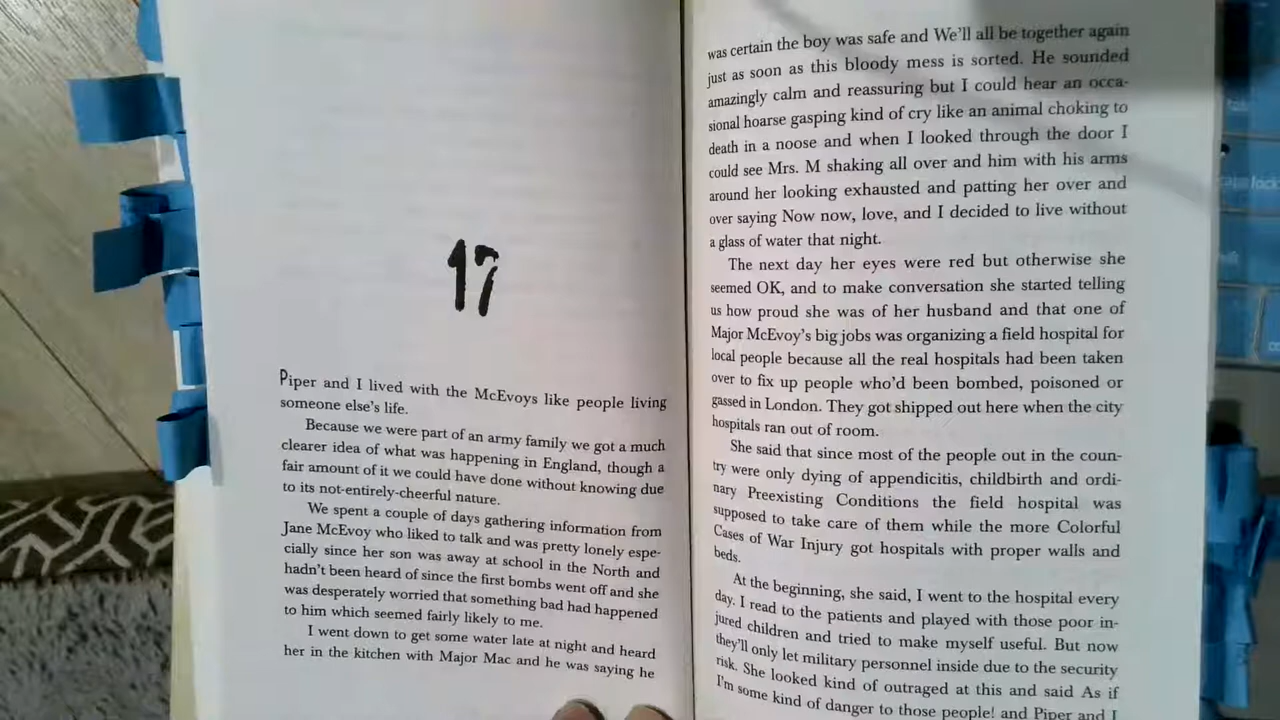 17
Piper and I lived with the McEvoys like people living
someone else's life.
Because we were part of an army family we got a much
clearer idea of what was happening in England, though a
fair amount of it we could have done without knowing due
to its not-entirely-cheerful nature.
We spent a couple of days gathering information from
Jane McEvoy who liked to talk and was pretty lonely espe-
cially since her son was away at school in the North and
hadn't been heard of since the first bombs went off and she
was desperately worried that something bad had happened
to him which seemed fairly likely to me.
I went down to get some water late at night and heard
her in the kitchen with Major Mac and he was saying he
was certain the boy was safe and We'll all be together again
just as soon as this bloody mess is sorted. He sounded
amazingly calm and reassuring but I could hear an occa-
sional hoarse gasping kind of cry like an animal choking to
death in a noose and when I looked through the door I
could see Mrs. M shaking all over and him with his arms
around her looking exhausted and patting her over and
over saying Now now, love, and I decided to live without
a glass of water that night.
The next day her eyes were red but otherwise she
seemed OK, and to make conversation she started telling
us how proud she was of her husband and that one of
Major McEvoy's big jobs was organizing a field hospital for
local people because all the real hospitals had been taken
over to fix up people who'd been bombed, poisoned or
gassed in London. They got shipped out here when the city
hospitals ran out of room.
She said that since most of the people out in the coun-
try were only dying of appendicitis, childbirth and ordi-
nary Preexisting Conditions the field hospital was
supposed to take care of them while the more Colorful
Cases of War Injury got hospitals with proper walls and
beds.
At the beginning, she said, I went to the hospital every
day. I read to the patients and played with those poor in-
jured children and tried to make myself useful. But now
they'll only let military personnel inside due to the security
risk. She looked kind of outraged at this and said As if
I'm some kind of danger to those people! and Piper and I
caps lock